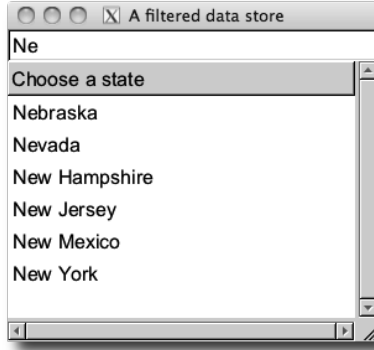 A filtered data store
Ne
Choose a state
Nebraska
Nevada
New Hampshire
New Jersey
New Mexico
New York